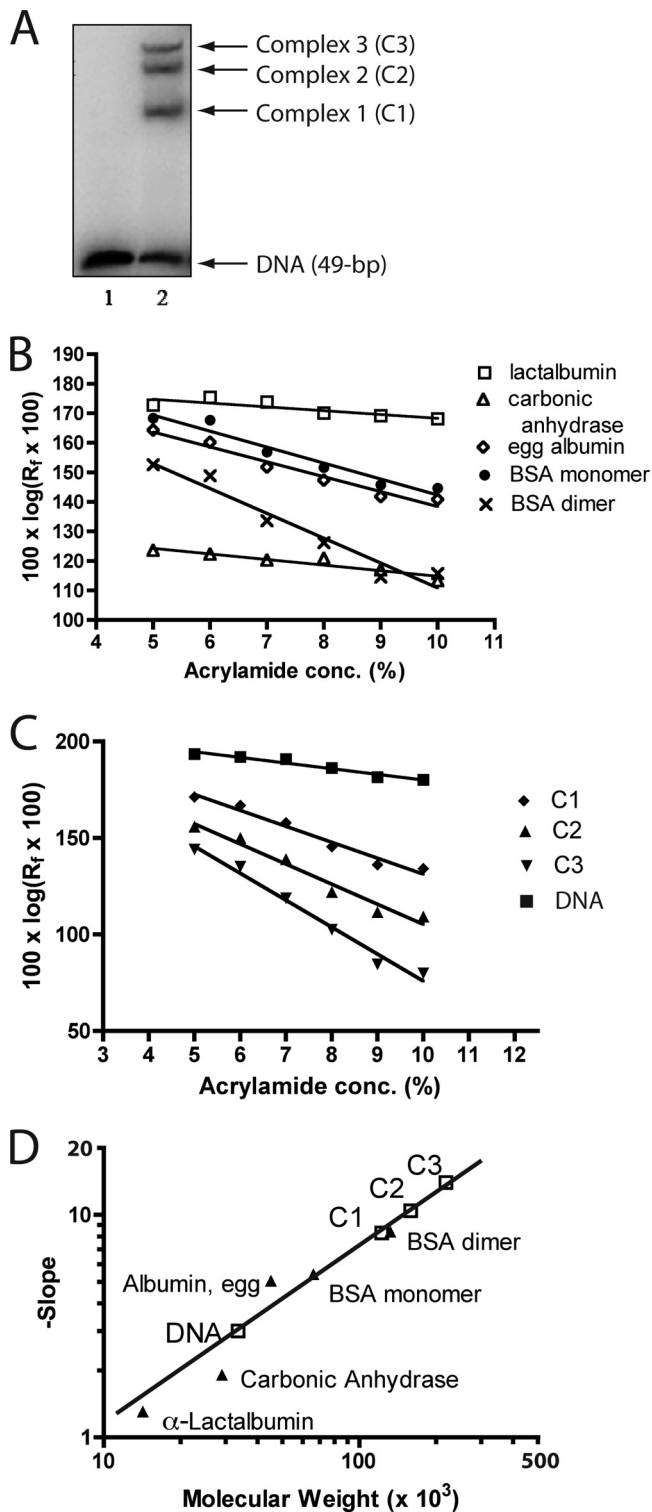 A
Complex 3 (C3)
Complex 2 (C2)
Complex 1 (C1)
DNA (49-bp)
1 2
B
190
180
170
160
150
140
130
120
110
100
100 x log(Rf x 100)
4 5 6 7 8 9 10 11
Acrylamide conc. (%)
lactalbumin
carbonic
anhydrase
egg albumin
BSA monomer
BSA dimer
C
200
150
100
50
100 x log(Rf x 100)
3 4 5 6 7 8 9 10 11 12
Acrylamide conc. (%)
C1
C2
C3
DNA
D
20
10
1
-Slope
C3
C2
C1
BSA dimer
Albumin, egg
BSA monomer
DNA
Carbonic Anhydrase
α-Lactalbumin
10 100 500
Molecular Weight (x 10³)